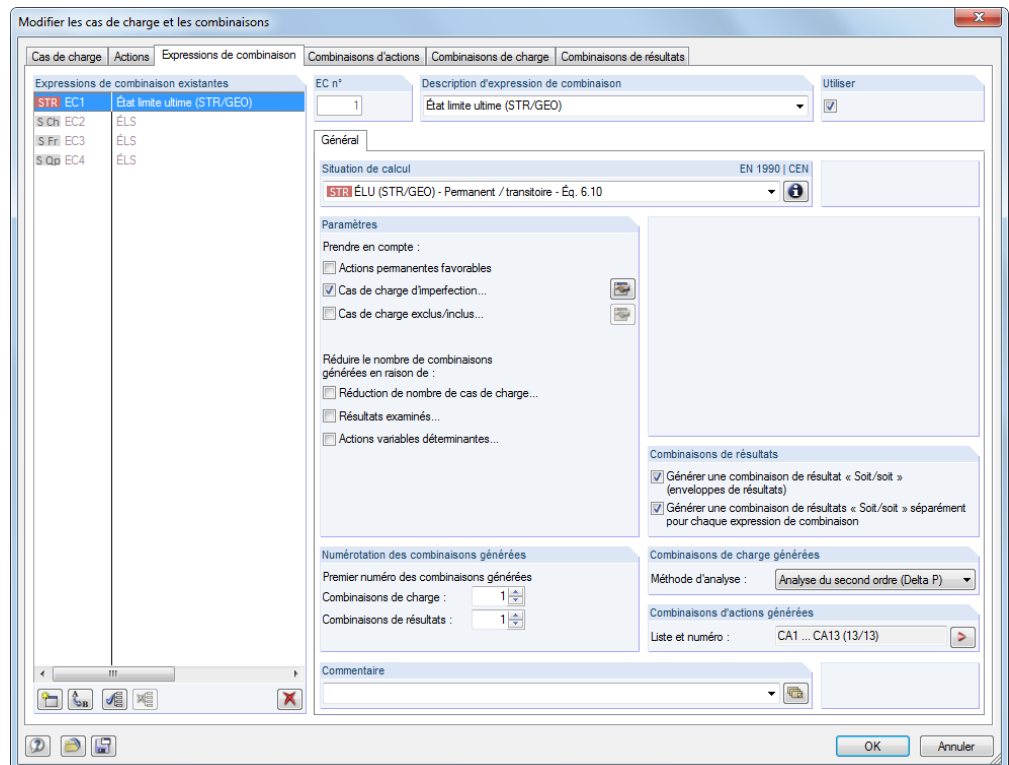 Modifier les cas de charge et les combinaisons
Cas de charge Actions Expressions de combinaison Combinaisons d'actions Combinaisons de charge Combinaisons de résultats
Expressions de combinaison existantes
STR EC1 État limite ultime (STR/GEO)
S Ch EC2 ÉLS
S Fr EC3 ÉLS
S Qp EC4 ÉLS
EC n°
1
Description d'expression de combinaison
État limite ultime (STR/GEO)
Utiliser
Général
Situation de calcul EN 1990 | CEN
STR ÉLU (STR/GEO) - Permanent / transitoire - Éq. 6.10
Paramètres
Prendre en compte :
Actions permanentes favorables
Cas de charge d'imperfection...
Cas de charge exclus/inclus...
Réduire le nombre de combinaisons
générées en raison de :
Réduction de nombre de cas de charge...
Résultats examinés...
Actions variables déterminantes...
Combinaisons de résultats
Générer une combinaison de résultat « Soit/soit »
(enveloppes de résultats)
Générer une combinaison de résultats « Soit/soit » séparément
pour chaque expression de combinaison
Numérotation des combinaisons générées
Premier numéro des combinaisons générées
Combinaisons de charge : 1
Combinaisons de résultats : 1
Combinaisons de charge générées
Méthode d'analyse : Analyse du second ordre (Delta P)
Combinaisons d'actions générées
Liste et numéro : CA1 ... CA13 (13/13)
Commentaire
OK Annuler